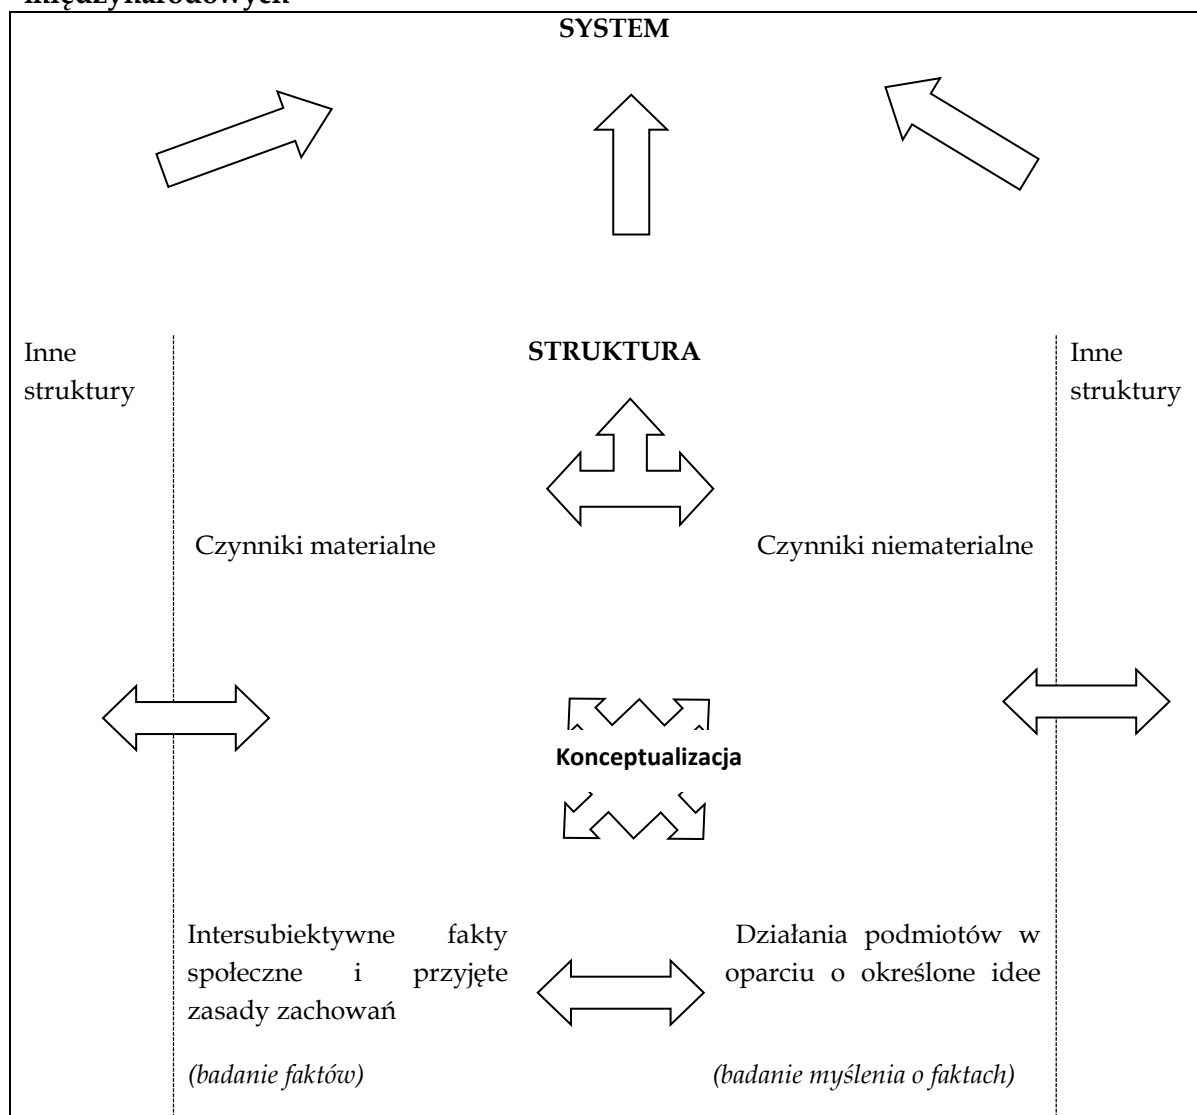 międzynarodowych
SYSTEM
Inne
struktury
STRUKTURA
Inne
struktury
Czynniki materialne
Czynniki niematerialne
Konceptualizacja
Intersubiektywne fakty
społeczne i przyjęte
zasady zachowań
Działania podmiotów w
oparciu o określone idee
(badanie faktów)
(badanie myślenia o faktach)